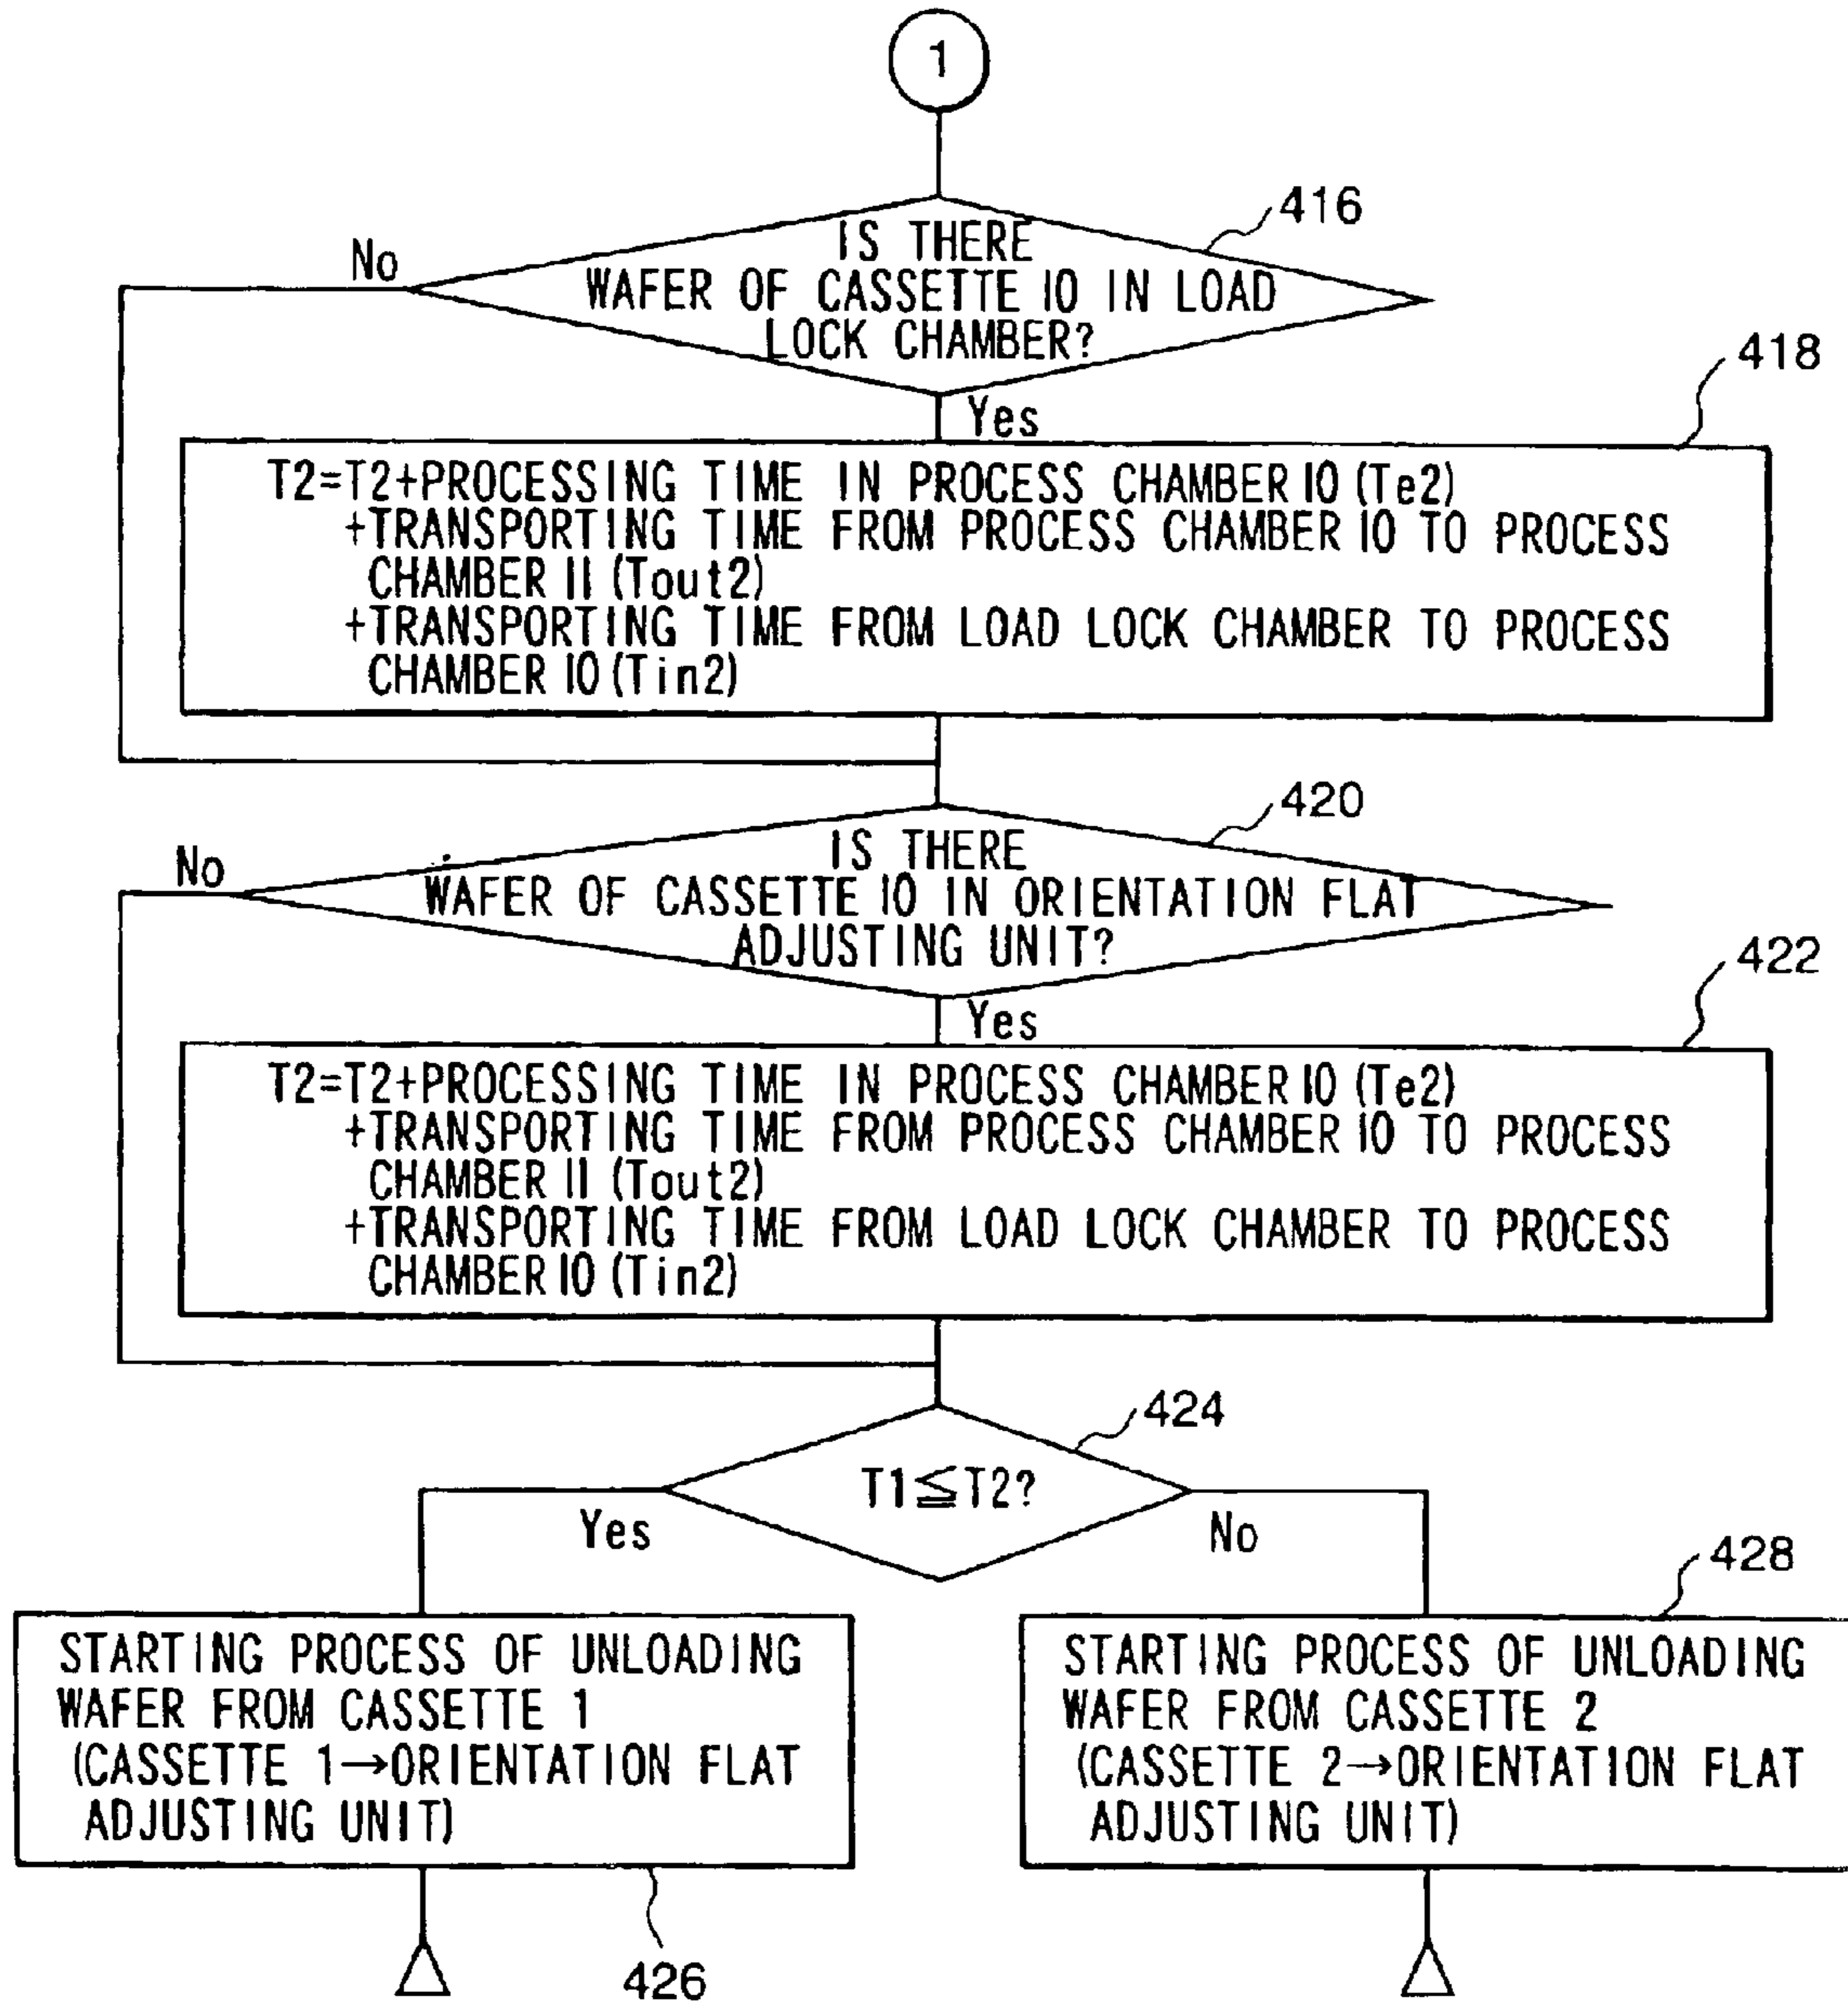 1
IS THERE
WAFER OF CASSETTE 10 IN LOAD
LOCK CHAMBER?
416
No
Yes
418
T2=T2+PROCESSING TIME IN PROCESS CHAMBER 10 (Te2)
+TRANSPORTING TIME FROM PROCESS CHAMBER 10 TO PROCESS
CHAMBER 11 (Tout2)
+TRANSPORTING TIME FROM LOAD LOCK CHAMBER TO PROCESS
CHAMBER 10 (Tin2)
420
No
IS THERE
WAFER OF CASSETTE 10 IN ORIENTATION FLAT
ADJUSTING UNIT?
Yes
422
T2=T2+PROCESSING TIME IN PROCESS CHAMBER 10 (Te2)
+TRANSPORTING TIME FROM PROCESS CHAMBER 10 TO PROCESS
CHAMBER 11 (Tout2)
+TRANSPORTING TIME FROM LOAD LOCK CHAMBER TO PROCESS
CHAMBER 10 (Tin2)
424
T1≦T2?
Yes
No
428
STARTING PROCESS OF UNLOADING
WAFER FROM CASSETTE 1
(CASSETTE 1→ORIENTATION FLAT
ADJUSTING UNIT)
426
STARTING PROCESS OF UNLOADING
WAFER FROM CASSETTE 2
(CASSETTE 2→ORIENTATION FLAT
ADJUSTING UNIT)